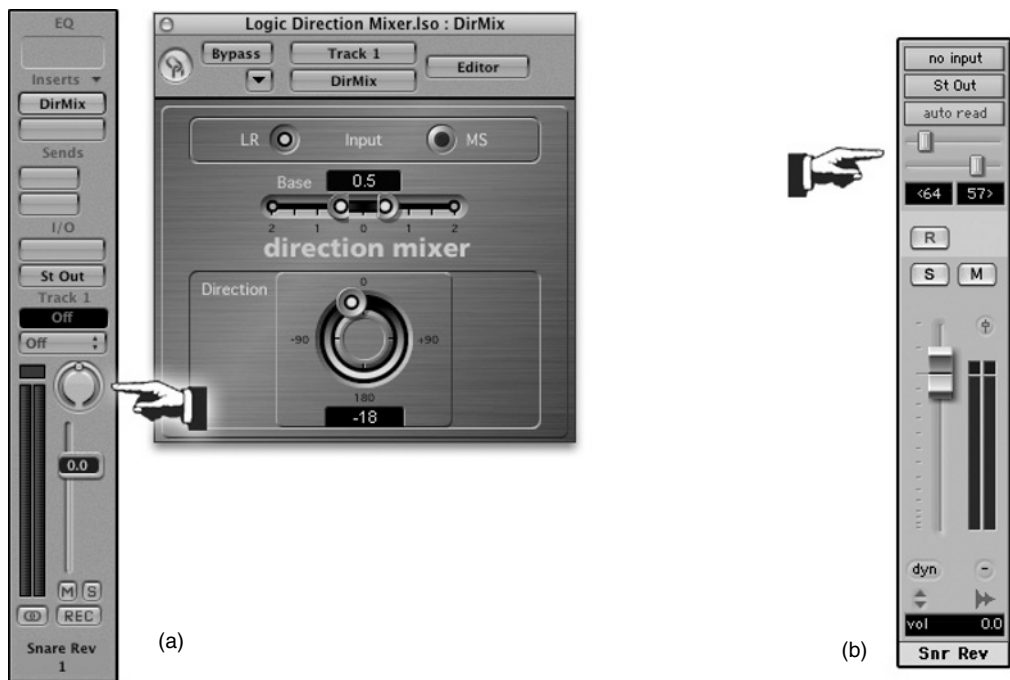 EQ
Inserts
DirMix
Sends
I/O
St Out
Track 1
Off
Off
0.0
M S
REC
Snare Rev
1
(a)
Logic Direction Mixer.Iso : DirMix
Bypass
Track 1
DirMix
Editor
LR Input MS
Base 0.5
2 1 0 1 2
direction mixer
Direction
0
-90 +90
180
-18
no input
St Out
auto read
<64 57>
R
S M
dyn -
vol 0.0
Snr Rev
(b)